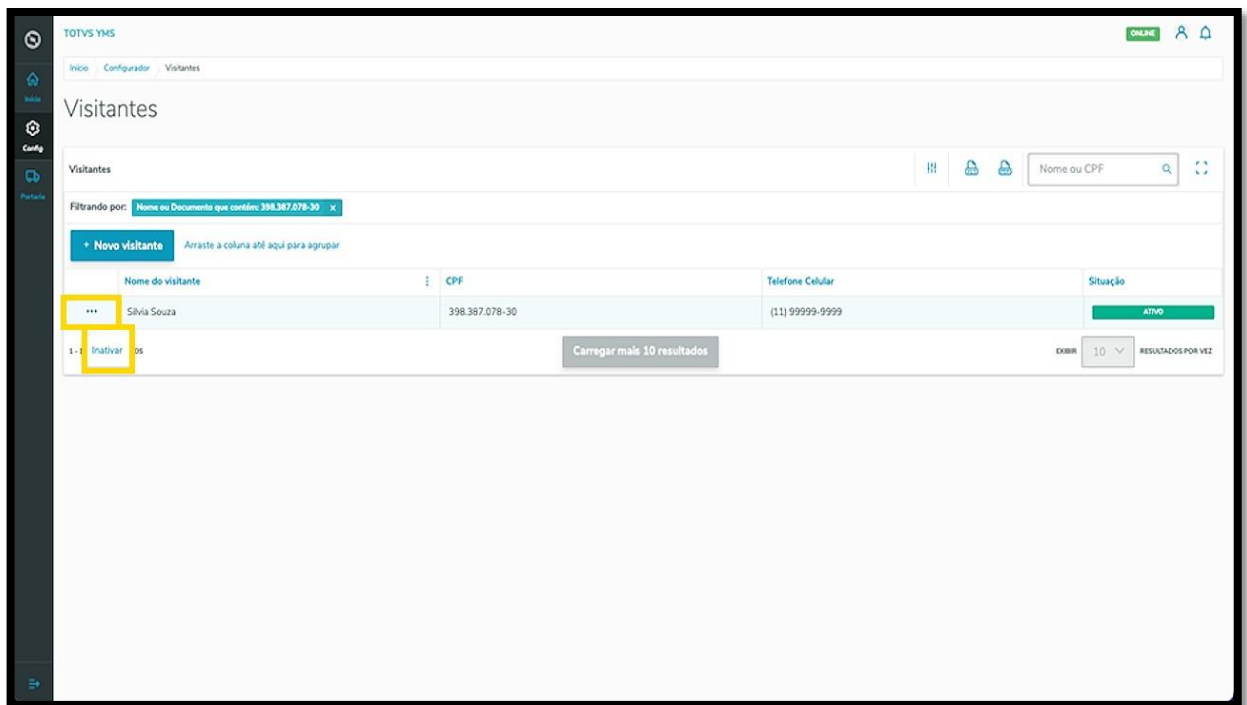 TOTVS YMS
ONLINE
Início Configurador Visitantes
Início
Visitantes
Config
Visitantes
Nome ou CPF
Portaria
Filtrando por: Nome ou Documento que contém: 398.387.078-30 x
+ Novo visitante Arraste a coluna até aqui para agrupar
Nome do visitante CPF Telefone Celular Situação
... Silvia Souza 398.387.078-30 (11) 99999-9999 ATIVO
Inativar
Carregar mais 10 resultados
EXIBIR 10 RESULTADOS POR VEZ